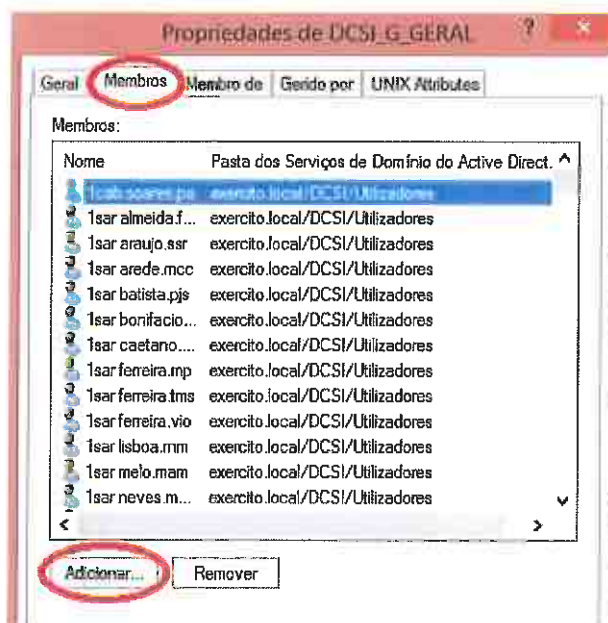 Propriedades de DCSI_G_GERAL ? ×
Geral Membros Membro de Gerido por UNIX Attributes
Membros:
Nome Pasta dos Serviços de Domínio do Active Direct.
1cab soares.pa exercito.local/DCSI/Utilizadores
1sar almeida.f... exercito.local/DCSI/Utilizadores
1sar araujo.ssr exercito.local/DCSI/Utilizadores
1sar arede.mcc exercito.local/DCSI/Utilizadores
1sar batista.pjs exercito.local/DCSI/Utilizadores
1sar bonifacio... exercito.local/DCSI/Utilizadores
1sar caetano.... exercito.local/DCSI/Utilizadores
1sar ferreira.mp exercito.local/DCSI/Utilizadores
1sar ferreira.tms exercito.local/DCSI/Utilizadores
1sar ferreira.vio exercito.local/DCSI/Utilizadores
1sar lisboa.mm exercito.local/DCSI/Utilizadores
1sar melo.mam exercito.local/DCSI/Utilizadores
1sar neves.m... exercito.local/DCSI/Utilizadores
Adicionar... Remover